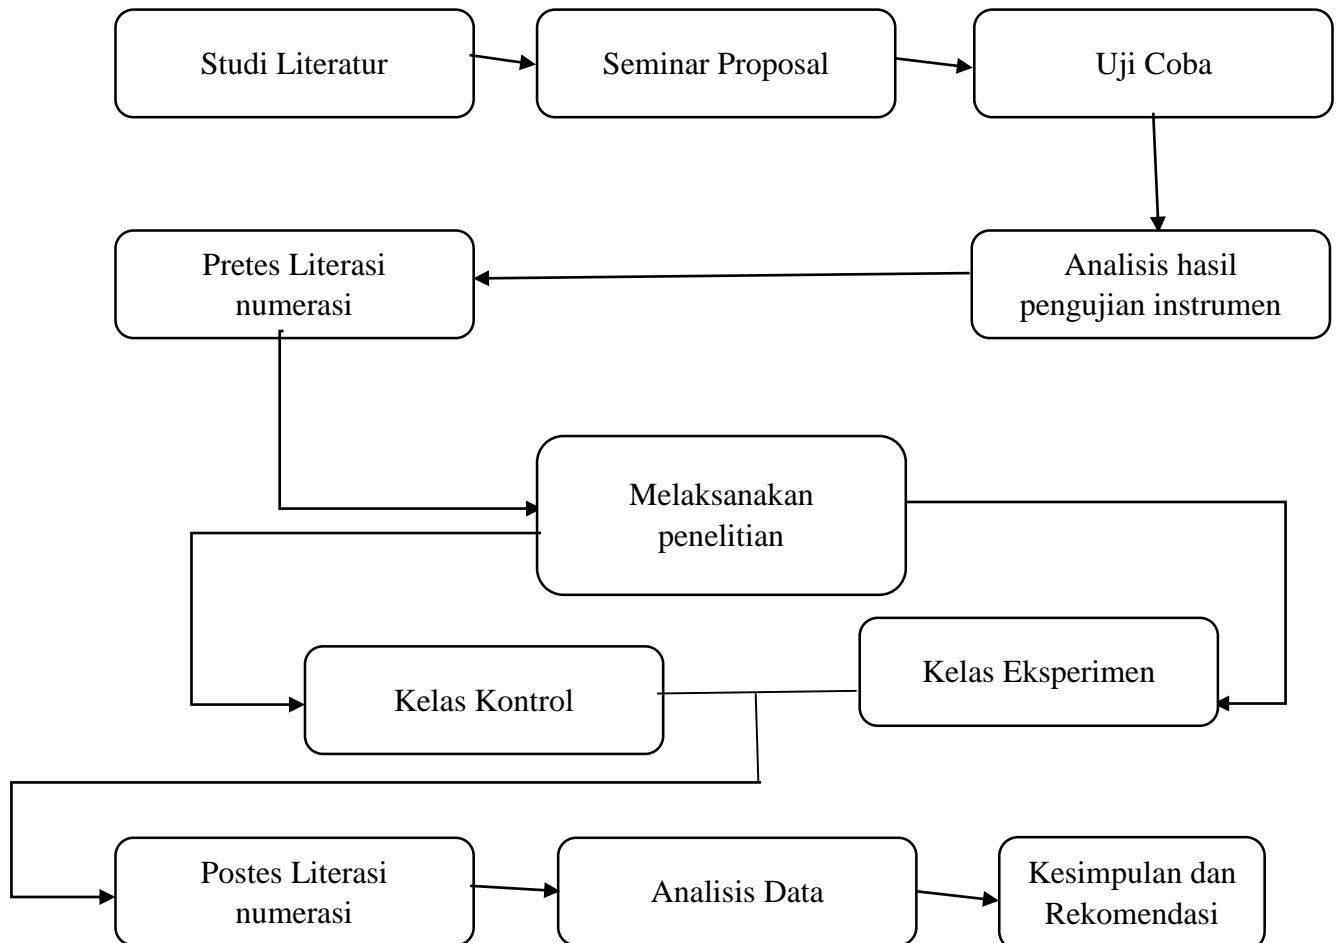 Studi Literatur
Seminar Proposal
Uji Coba
Pretes Literasi
numerasi
Analisis hasil
pengujian instrumen
Melaksanakan
penelitian
Kelas Kontrol
Kelas Eksperimen
Postes Literasi
numerasi
Analisis Data
Kesimpulan dan
Rekomendasi